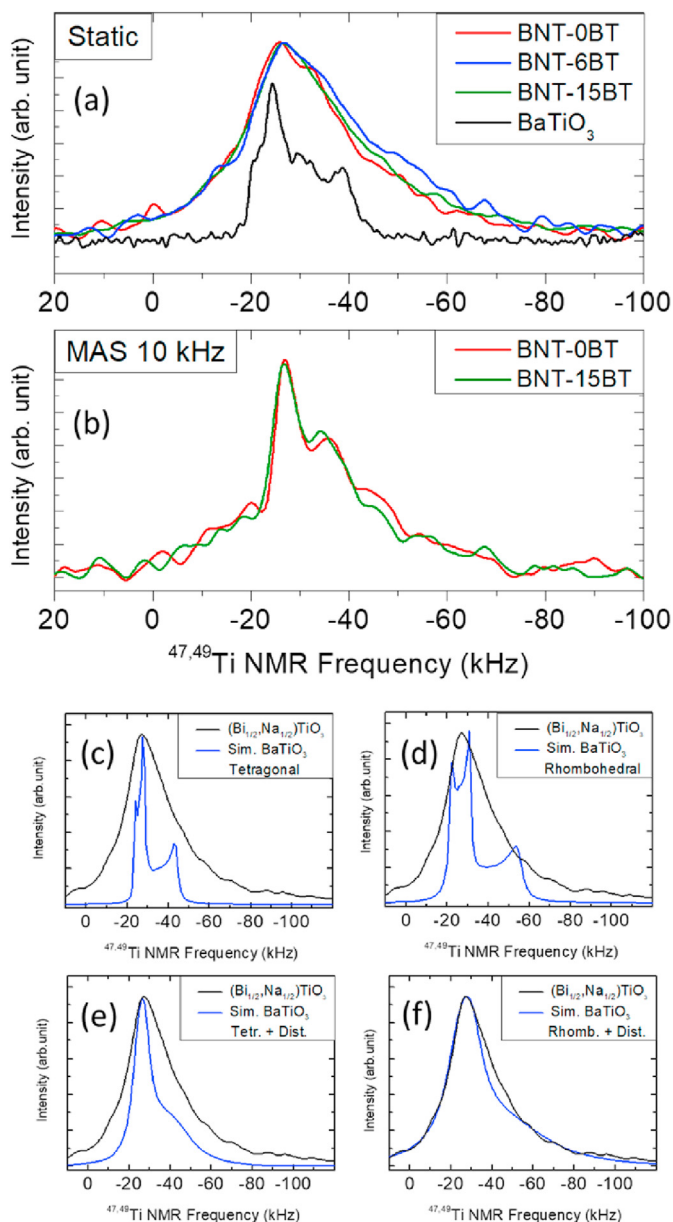 Static
BNT-0BT
BNT-6BT
BNT-15BT
BaTiO₃
(a)
Intensity (arb. unit)
20 0 -20 -40 -60 -80 -100
MAS 10 kHz
BNT-0BT
BNT-15BT
(b)
Intensity (arb. unit)
20 0 -20 -40 -60 -80 -100
⁴⁷,⁴⁹Ti NMR Frequency (kHz)
(c)
(Bi₁/₂,Na₁/₂)TiO₃
Sim. BaTiO₃
Tetragonal
Intensity (arb.unit)
0 -20 -40 -60 -80 -100
⁴⁷,⁴⁹Ti NMR Frequency (kHz)
(d)
(Bi₁/₂,Na₁/₂)TiO₃
Sim. BaTiO₃
Rhombohedral
Intensity (arb.unit)
0 -20 -40 -60 -80 -100
⁴⁷,⁴⁹Ti NMR Frequency (kHz)
(e)
(Bi₁/₂,Na₁/₂)TiO₃
Sim. BaTiO₃
Tetr. + Dist.
Intensity (arb.unit)
0 -20 -40 -60 -80 -100
⁴⁷,⁴⁹Ti NMR Frequency (kHz)
(f)
(Bi₁/₂,Na₁/₂)TiO₃
Sim. BaTiO₃
Rhomb. + Dist.
Intensity (arb.unit)
0 -20 -40 -60 -80 -100
⁴⁷,⁴⁹Ti NMR Frequency (kHz)